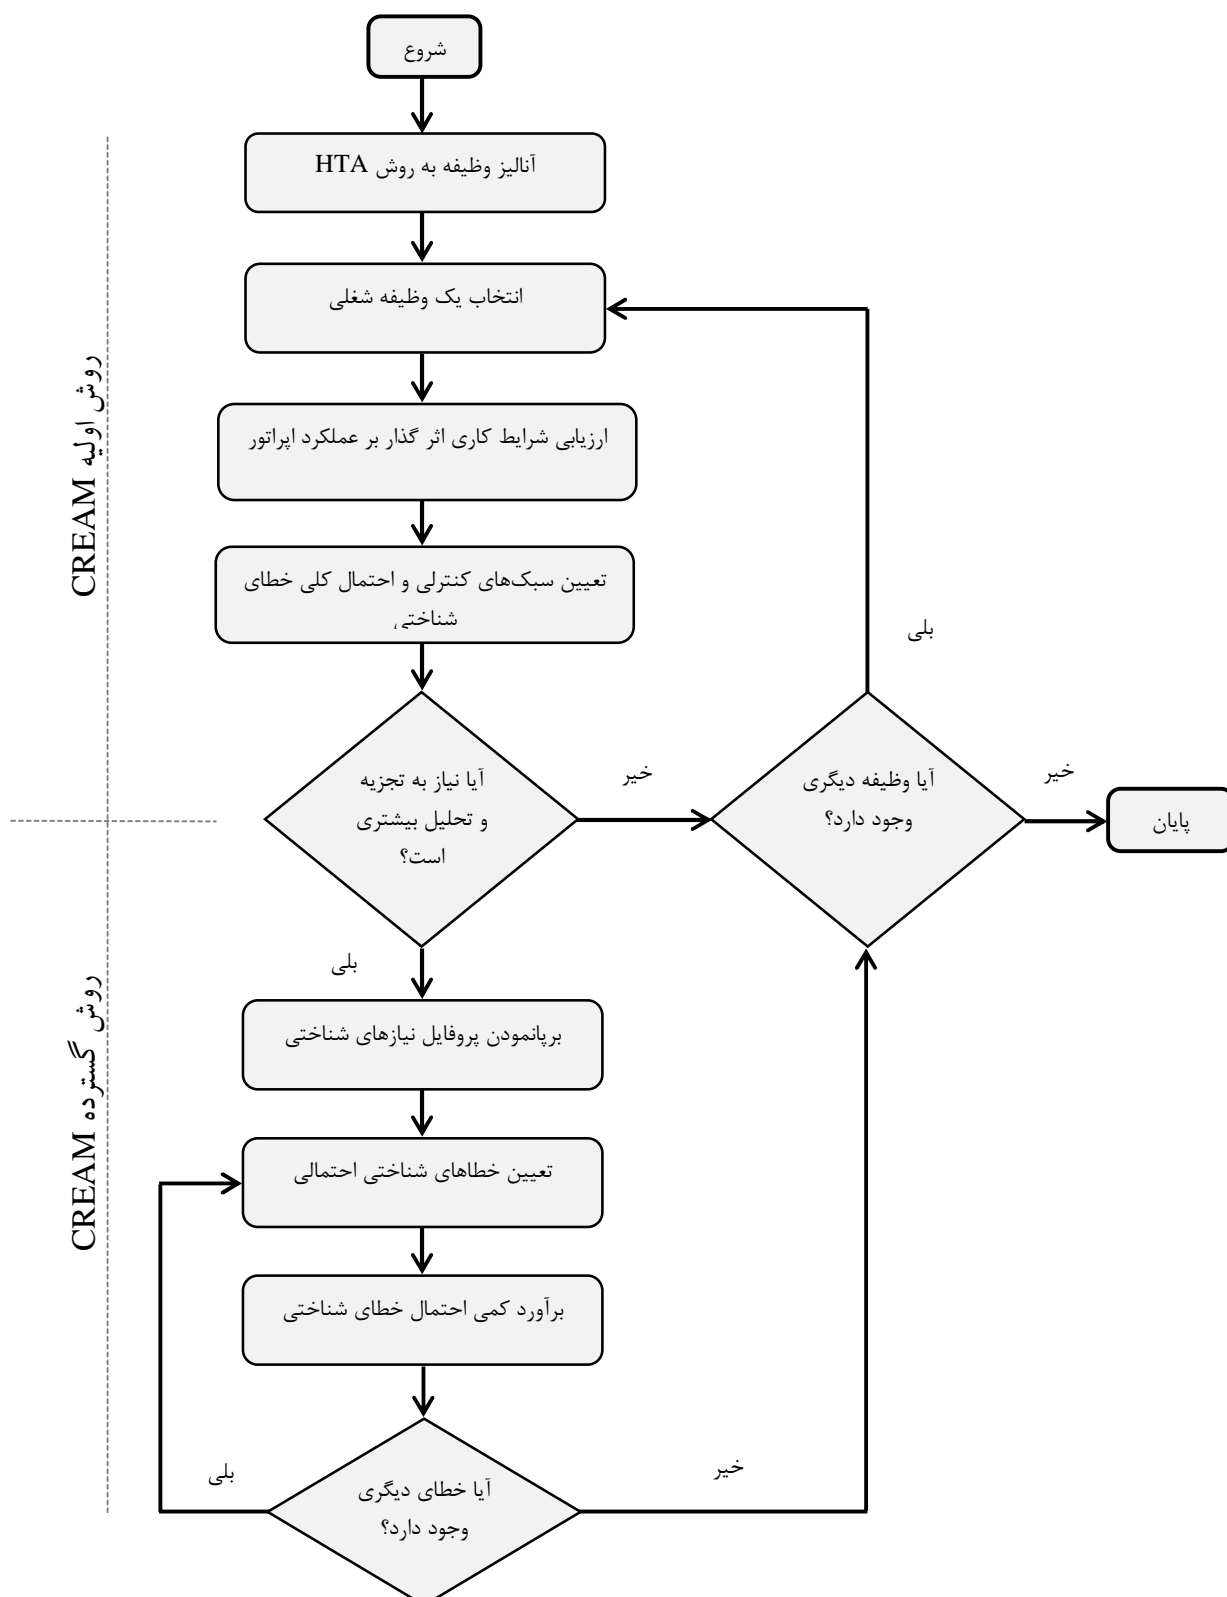 شروع
آنالیز وظیفه به روش HTA
انتخاب یک وظیفه شغلی
ارزیابی شرایط کاری اثر گذار بر عملکرد اپراتور
تعیین سبک‌های کنترلی و احتمال کلی خطای
شناختی
روش اولیه CREAM
آیا نیاز به تجزیه
و تحلیل بیشتری
است؟
خیر
بلی
آیا وظیفه دیگری
وجود دارد؟
بلی
خیر
پایان
برپانمودن پروفایل نیازهای شناختی
تعیین خطاهای شناختی احتمالی
برآورد کمی احتمال خطای شناختی
روش گسترده CREAM
آیا خطای دیگری
وجود دارد؟
بلی
خیر